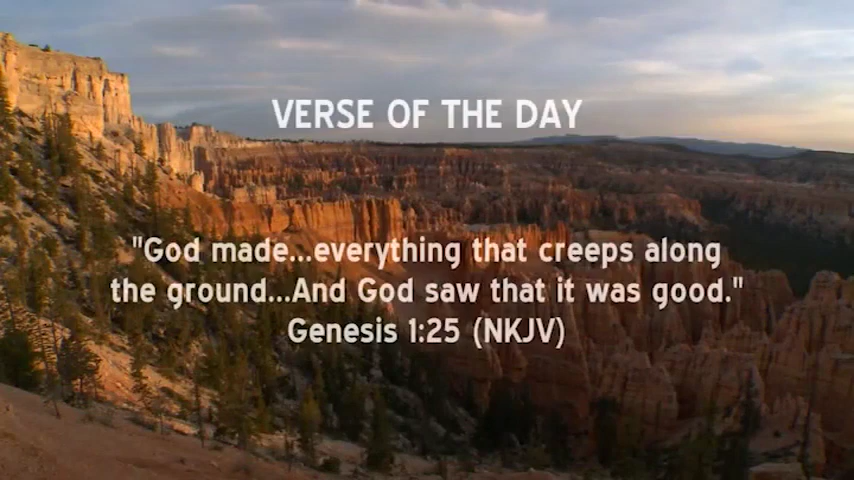 VERSE OF THE DAY
"God made...everything that creeps along
the ground...And God saw that it was good."
Genesis 1:25 (NKJV)